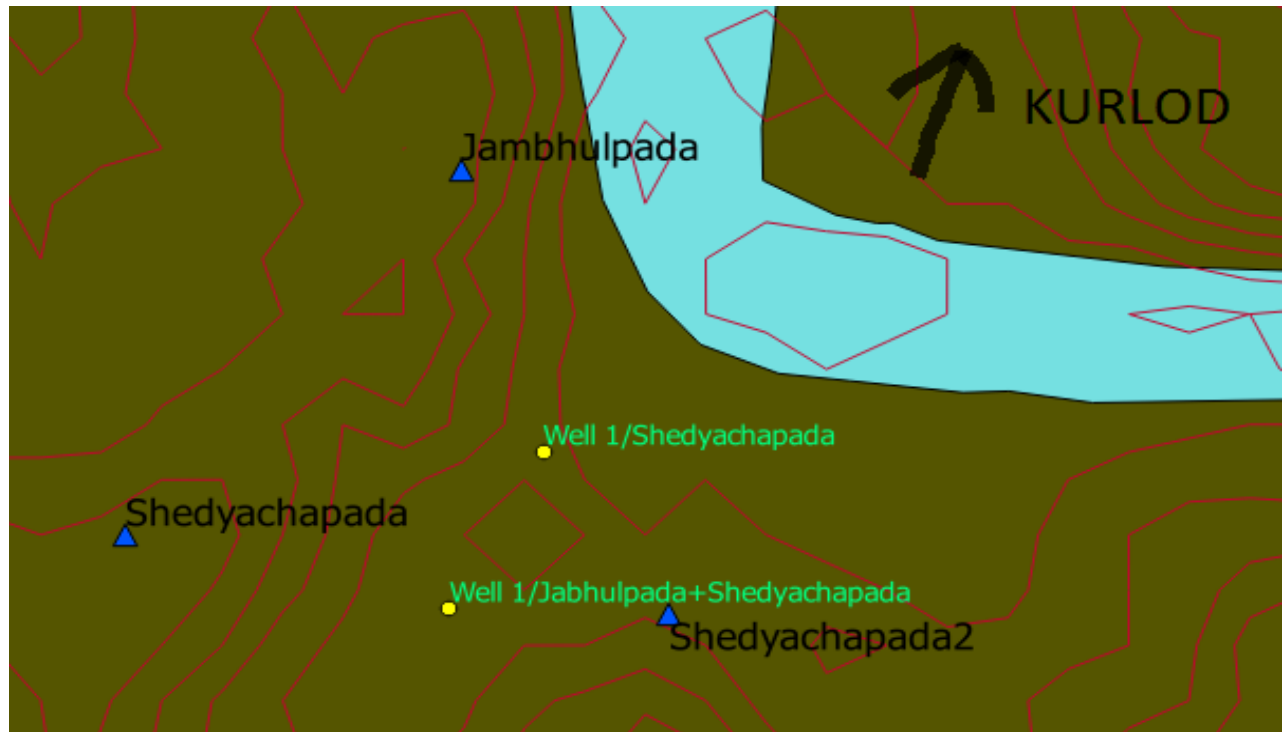 KURLOD
Jambhulpada
Well 1/Shedyachapada
Shedyachapada
Well 1/Jabhulpada+Shedyachapada
Shedyachapada2